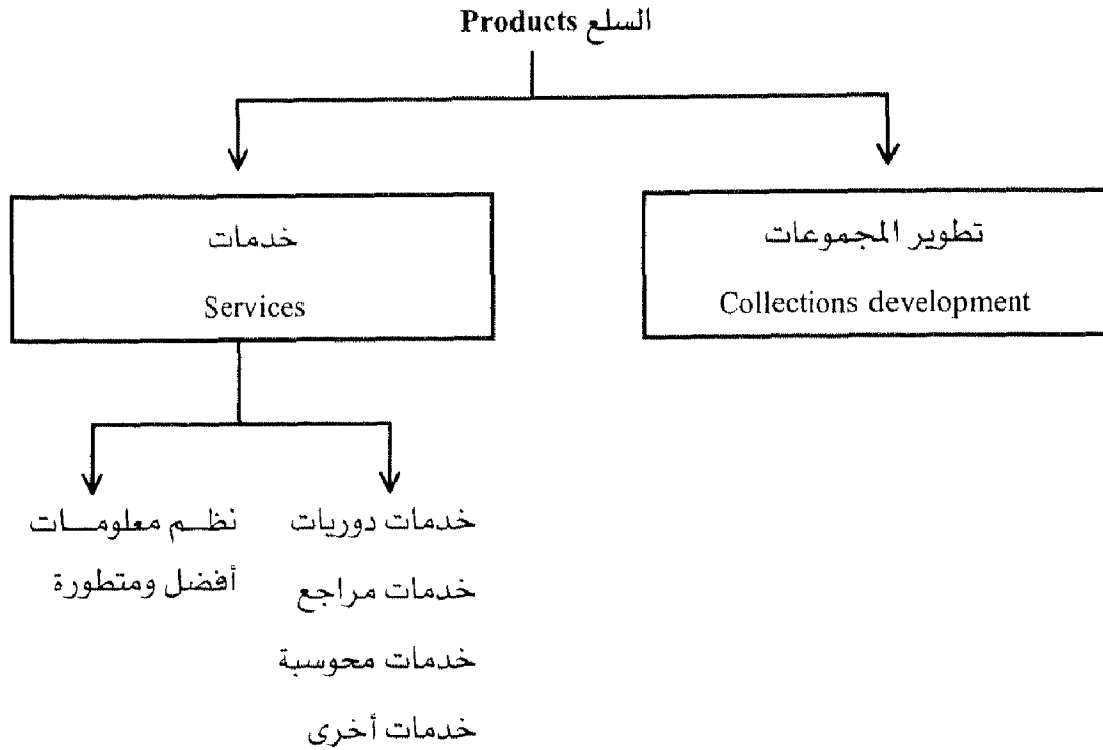 السلع Products
تطوير المجموعات
Collections development
خدمات
Services
خدمات دوريات
خدمات مراجع
خدمات محوسبة
خدمات أخرى
نظم معلومات
أفضل ومتطورة